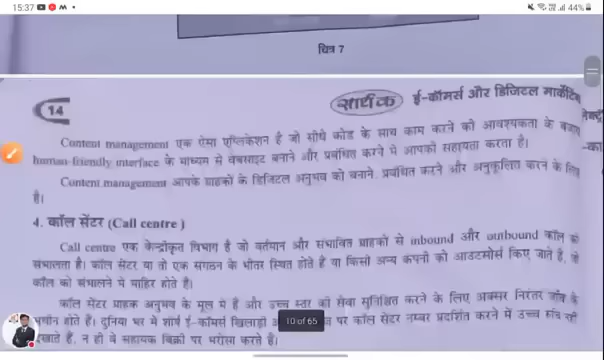 15:37
44%
चित्र 7
14
सार्थक ई-कॉमर्स और डिजिटल मार्केटिंग
Content management एक ऐसा एप्लिकेशन है जो सीधे कोड के साथ काम करने की आवश्यकता के बजाय
human-friendly interface के माध्यम से वेबसाइट बनाने और प्रबंधित करने में आपकी सहायता करता है।
Content management आपके ग्राहकों के डिजिटल अनुभव को बनाने, प्रबंधित करने और अनुकूलित करने के लिए
है।
4. कॉल सेंटर (Call centre)
Call centre एक केन्द्रीकृत विभाग है जो वर्तमान और संभावित ग्राहकों से inbound और outbound कॉल को
संभालता है। कॉल सेंटर या तो एक संगठन के भीतर स्थित होते हैं या किसी अन्य कंपनी को आउटसोर्स किए जाते हैं, जो
कॉल को संभालने में माहिर होते हैं।
कॉल सेंटर ग्राहक अनुभव के मूल में हैं और उच्च स्तर की सेवा सुनिश्चित करने के लिए अक्सर निरंतर जाँच के
अधीन होते हैं। दुनिया भर में शीर्ष ई-कॉमर्स खिलाड़ी पर कॉल सेंटर नम्बर प्रदर्शित करने में उच्च रुचि नहीं
10 of 65
दिखाते हैं, न ही वे सहायक बिक्री पर भरोसा करते हैं।